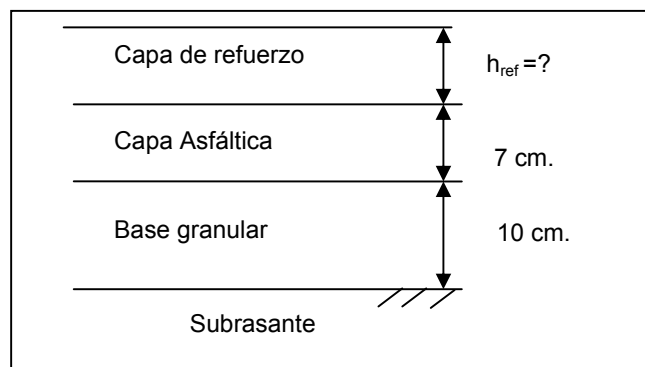 Capa de refuerzo
h_ref =?
Capa Asfáltica
7 cm.
Base granular
10 cm.
Subrasante